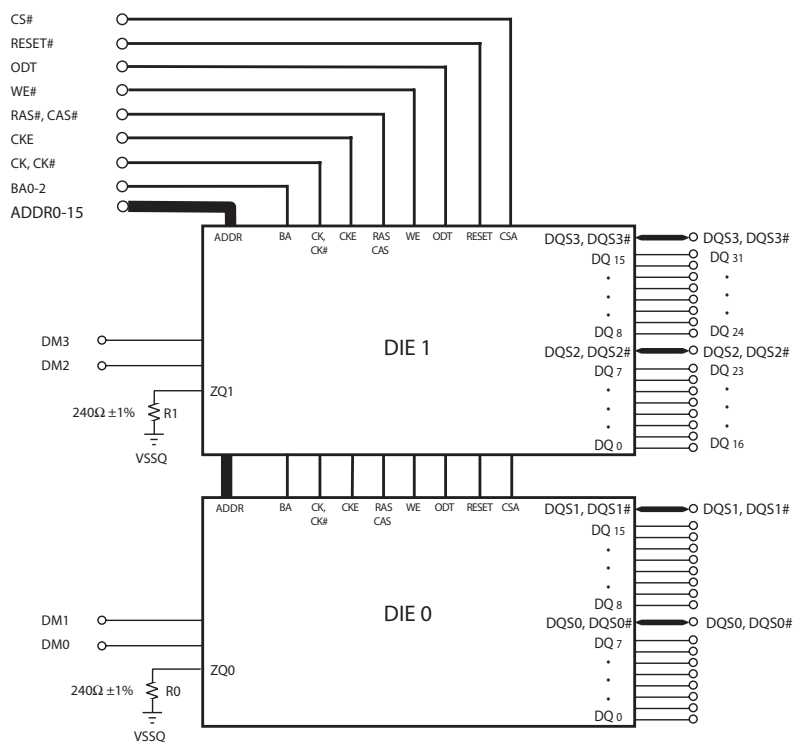 CS#
RESET#
ODT
WE#
RAS#, CAS#
CKE
CK, CK#
BA0-2
ADDR0-15
ADDR BA CK, CK# CKE RAS CAS WE ODT RESET CSA
DQS3, DQS3# DQS3, DQS3#
DQ 15 DQ 31
DQ 8 DQ 24
DQS2, DQS2# DQS2, DQS2#
DQ 7 DQ 23
DQ 0 DQ 16
DIE 1
DM3
DM2
ZQ1
240Ω ±1% R1
VSSQ
ADDR BA CK, CK# CKE RAS CAS WE ODT RESET CSA
DQS1, DQS1# DQS1, DQS1#
DQ 15
DQ 8
DQS0, DQS0# DQS0, DQS0#
DQ 7
DQ 0
DIE 0
DM1
DM0
ZQ0
240Ω ±1% R0
VSSQ